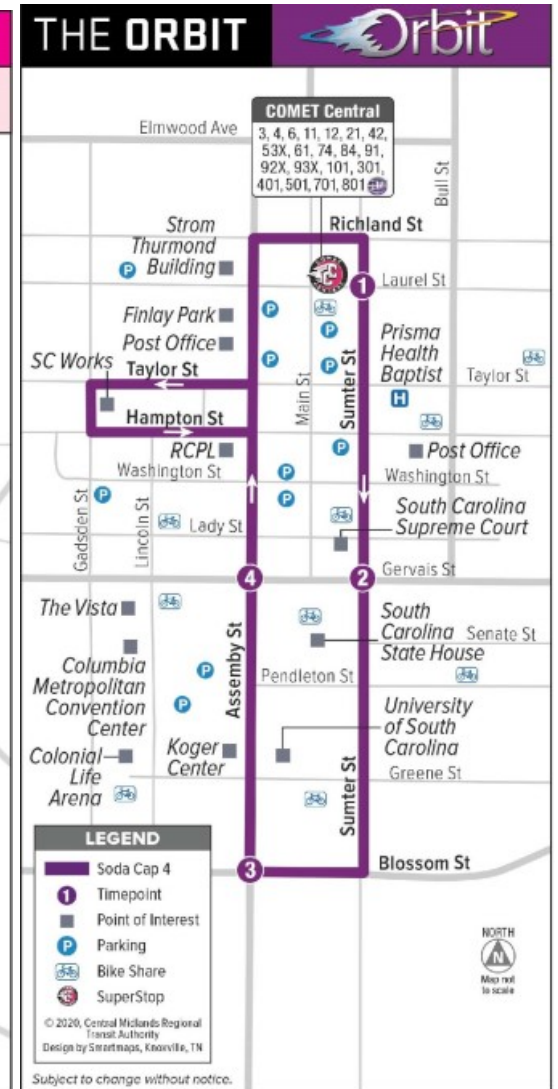 THE ORBIT
Orbit
COMET Central
3, 4, 6, 11, 12, 21, 42,
53X, 61, 74, 84, 91,
92X, 93X, 101, 301,
401, 501, 701, 801
Elmwood Ave
Bull St
Richland St
Strom
Thurmond
Building
P
1
Laurel St
Finlay Park
Post Office
P
P
P
P
Main St
Sumter St
Prisma
Health
Baptist
H
SC Works
Taylor St
Taylor St
Hampton St
RCPL
P
Post Office
Washington St
Washington St
P
P
P
Gadsden St
Lincoln St
Lady St
South Carolina
Supreme Court
4
2
Gervais St
The Vista
South
Carolina
State House
Senate St
Columbia
Metropolitan
Convention
Center
P
P
Assemby St
Pendleton St
University
of South
Carolina
Colonial
Life
Arena
Koger
Center
Greene St
Sumter St
3
Blossom St
LEGEND
Soda Cap 4
1 Timepoint
Point of Interest
P Parking
Bike Share
SuperStop
© 2020, Central Midlands Regional
Transit Authority
Design by Smartmaps, Knoxville, TN
NORTH
N
Map not
to scale
Subject to change without notice.